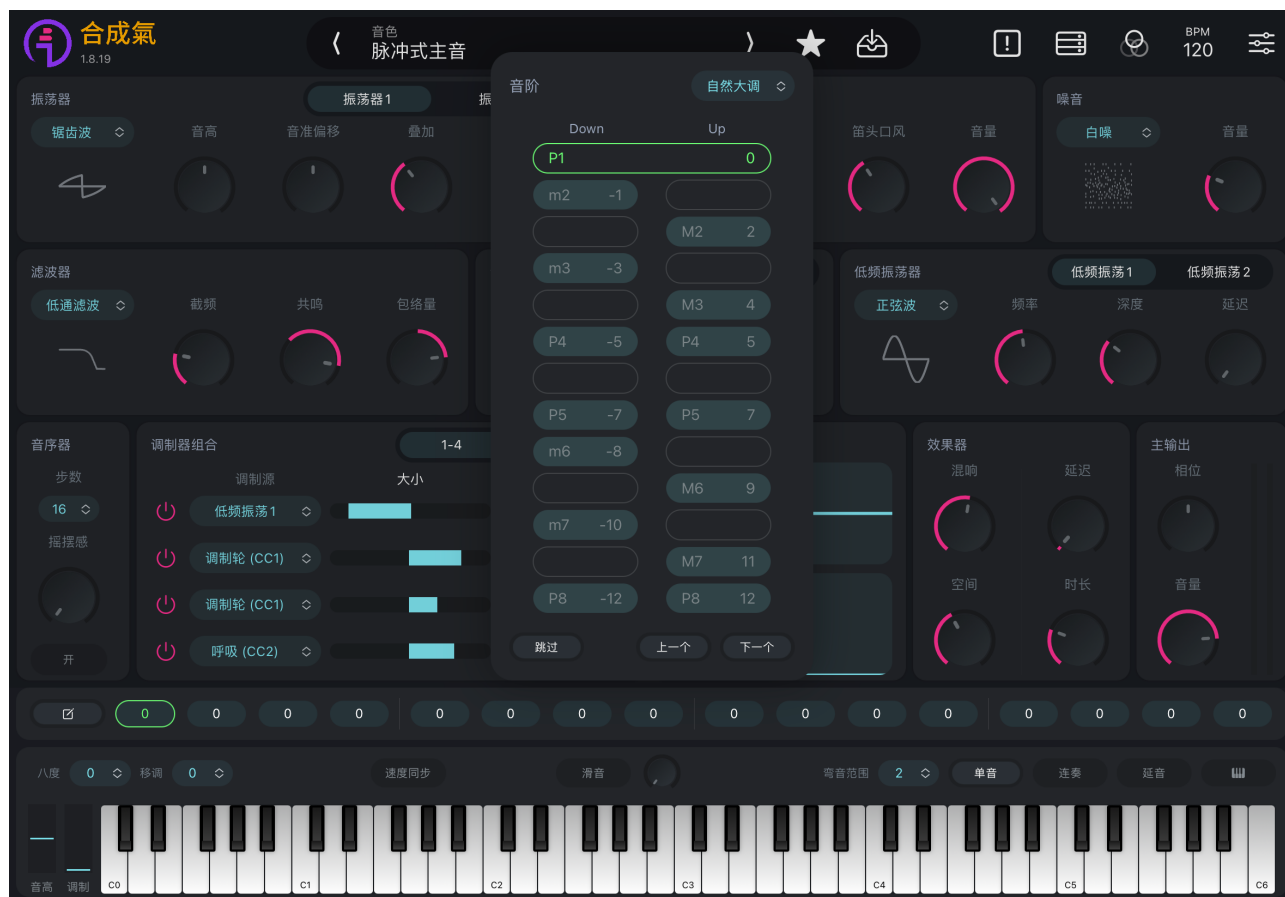 合成氣
1.8.19
音色
脉冲式主音
BPM
120
振荡器
振荡器1
振
锯齿波
音高
音准偏移
叠加
笛头口风
音量
噪音
白噪
音量
音阶
自然大调
Down Up
P1 0
m2 -1
M2 2
m3 -3
M3 4
P4 -5 P4 5
P5 -7 P5 7
m6 -8
M6 9
m7 -10
M7 11
P8 -12 P8 12
跳过 上一个 下一个
滤波器
低通滤波
截频
共鸣
包络量
低频振荡器
低频振荡1
低频振荡2
正弦波
频率
深度
延迟
音序器
步数
16
摇摆感
开
调制器组合
1-4
调制源
大小
低频振荡1
调制轮 (CC1)
调制轮 (CC1)
呼吸 (CC2)
效果器
混响
延迟
空间
时长
主输出
相位
音量
0 0 0 0 0 0 0 0 0 0 0 0 0 0 0 0
八度 0 移调 0 速度同步 滑音 弯音范围 2 单音 连奏 延音
音高 调制 C0 C1 C2 C3 C4 C5 C6